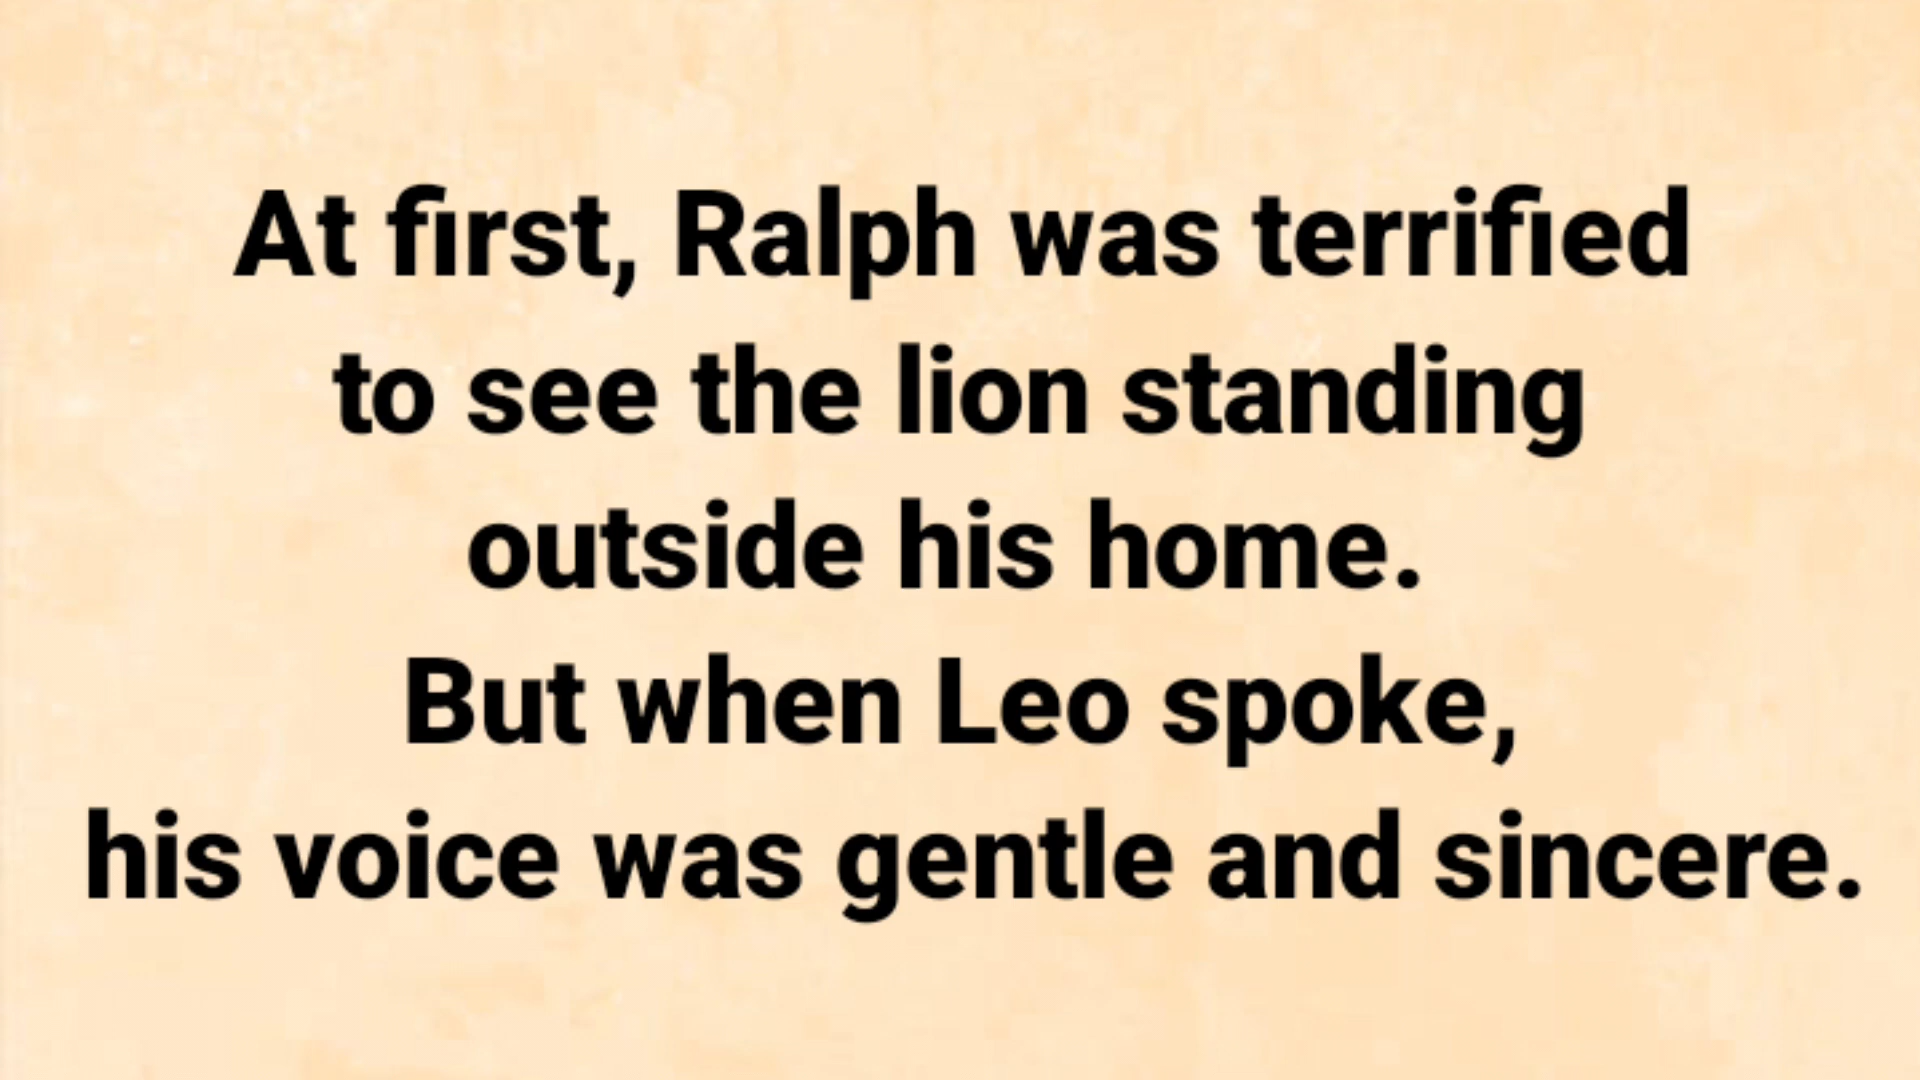 At first, Ralph was terrified
to see the lion standing
outside his home.
But when Leo spoke,
his voice was gentle and sincere.